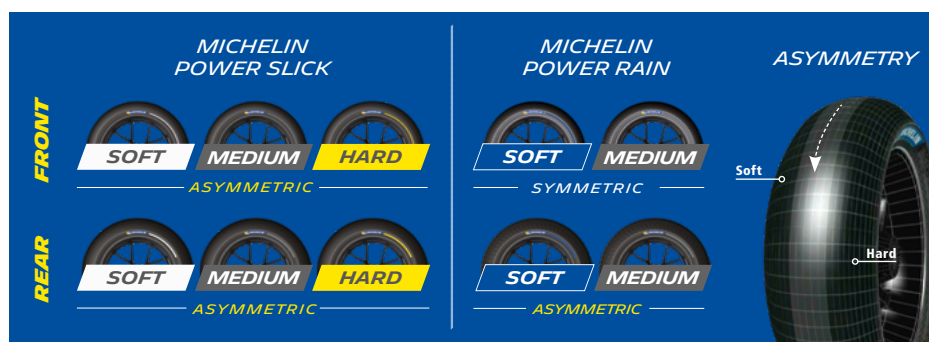 MICHELIN
POWER SLICK
MICHELIN
POWER RAIN
ASYMMETRY
FRONT
SOFT
MEDIUM
HARD
ASYMMETRIC
SOFT
MEDIUM
SYMMETRIC
REAR
SOFT
MEDIUM
HARD
ASYMMETRIC
SOFT
MEDIUM
ASYMMETRIC
Soft
Hard
MICHELIN